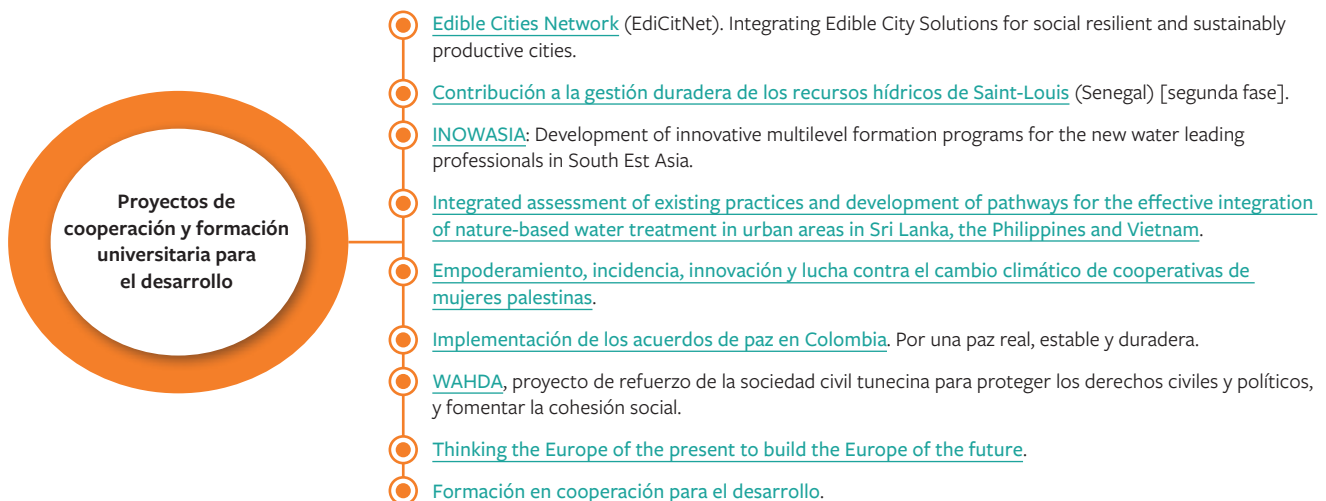 Proyectos de
cooperación y formación
universitaria para
el desarrollo
Edible Cities Network (EdiCitNet). Integrating Edible City Solutions for social resilient and sustainably
productive cities.
Contribución a la gestión duradera de los recursos hídricos de Saint-Louis (Senegal) [segunda fase].
INOWASIA: Development of innovative multilevel formation programs for the new water leading
professionals in South Est Asia.
Integrated assessment of existing practices and development of pathways for the effective integration
of nature-based water treatment in urban areas in Sri Lanka, the Philippines and Vietnam.
Empoderamiento, incidencia, innovación y lucha contra el cambio climático de cooperativas de
mujeres palestinas.
Implementación de los acuerdos de paz en Colombia. Por una paz real, estable y duradera.
WAHDA, proyecto de refuerzo de la sociedad civil tunecina para proteger los derechos civiles y políticos,
y fomentar la cohesión social.
Thinking the Europe of the present to build the Europe of the future.
Formación en cooperación para el desarrollo.